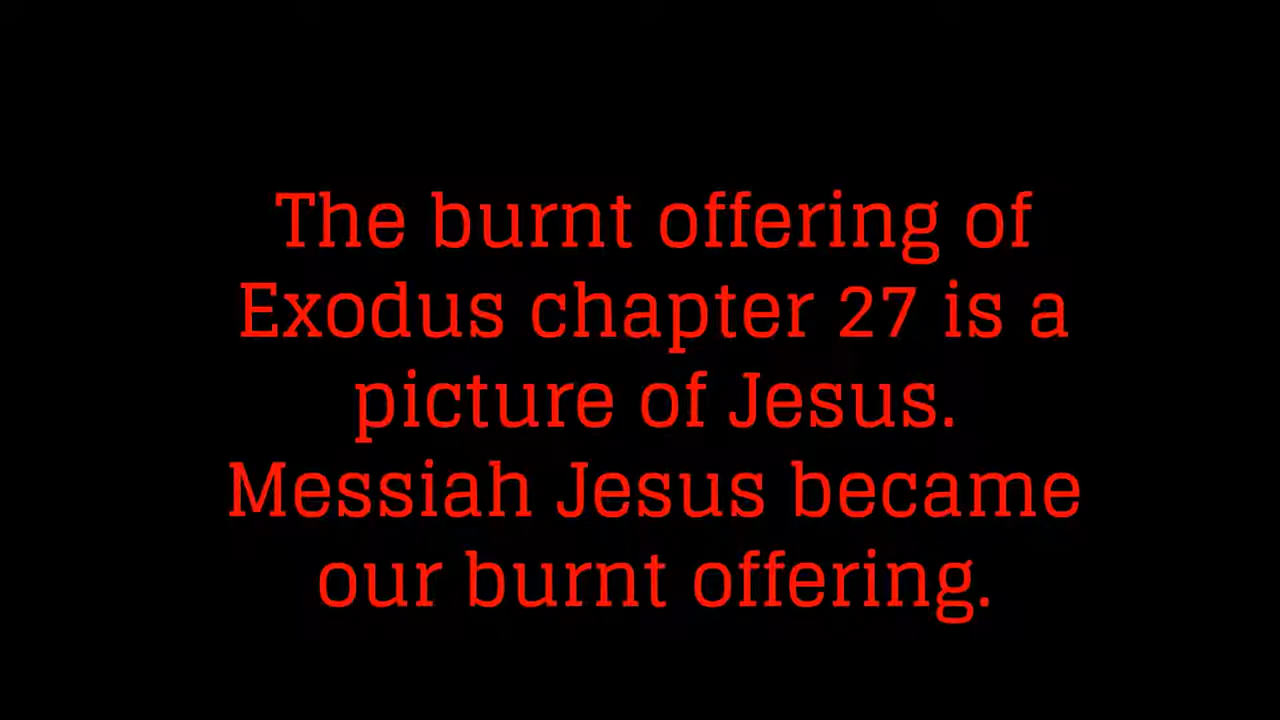 The burnt offering of
Exodus chapter 27 is a
picture of Jesus.
Messiah Jesus became
our burnt offering.